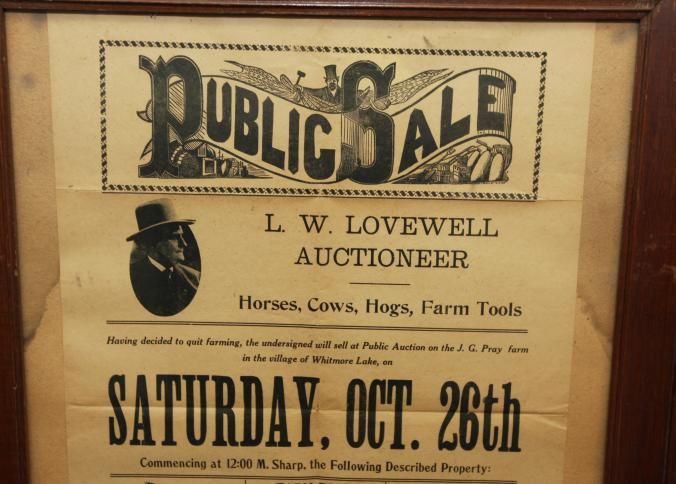 PUBLIC SALE
L. W. LOVEWELL
AUCTIONEER
Horses, Cows, Hogs, Farm Tools
Having decided to quit farming, the undersigned will sell at Public Auction on the J. G. Pray farm
in the village of Whitmore Lake, on
SATURDAY, OCT. 26th
Commencing at 12:00 M. Sharp, the Following Described Property: